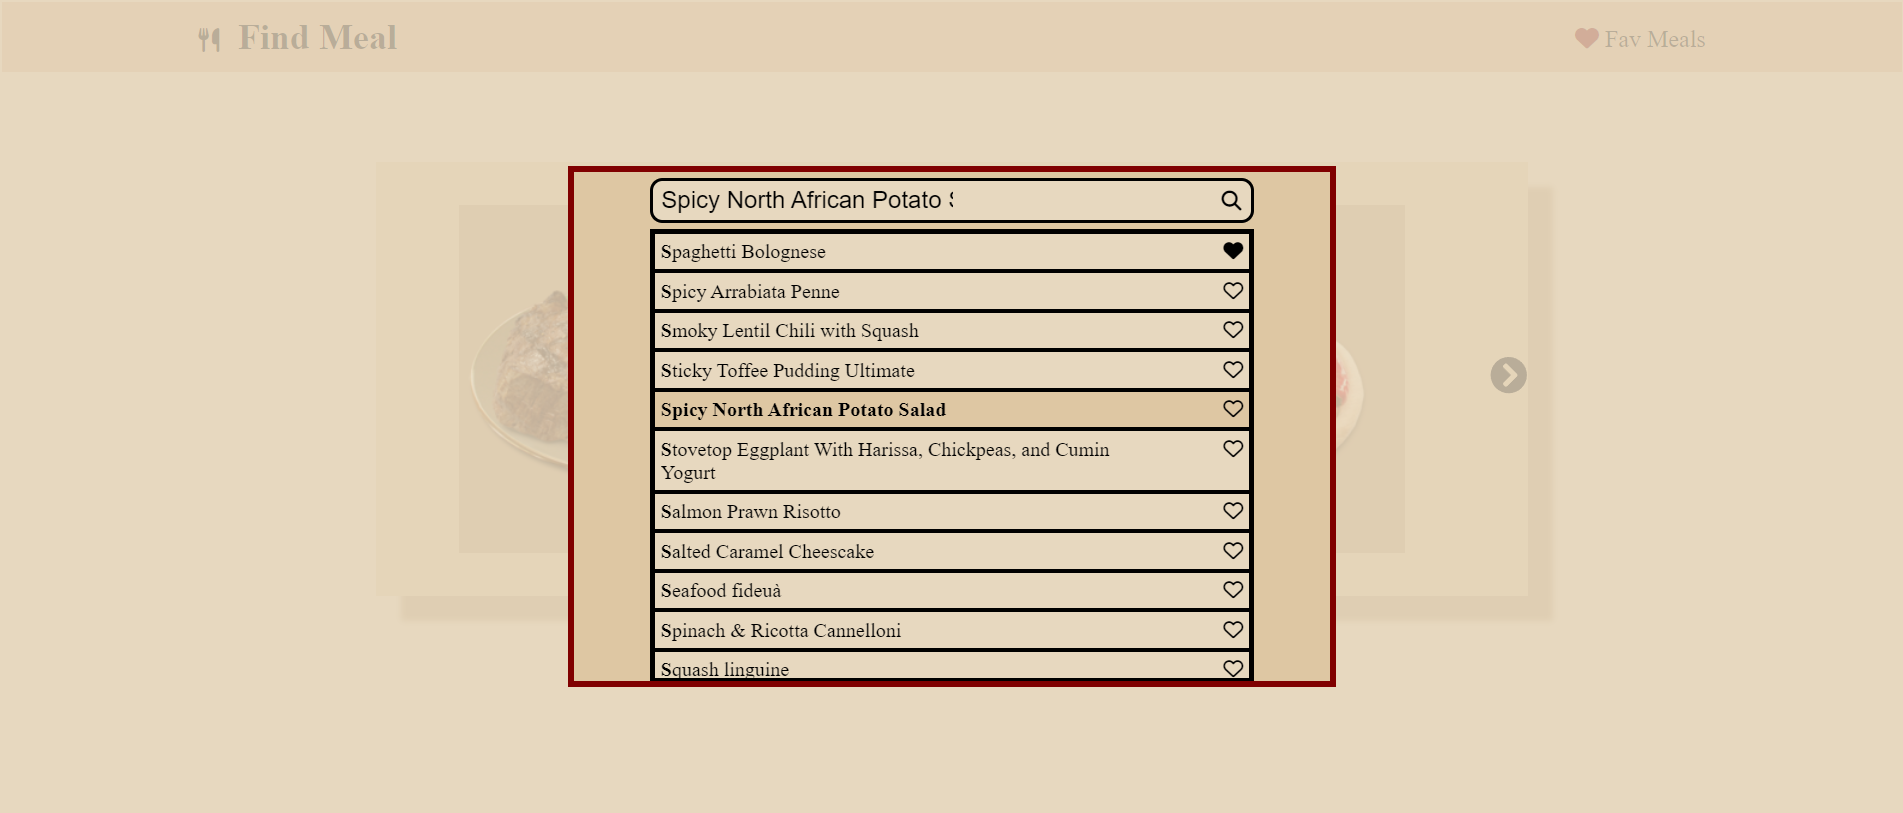 Find Meal
Fav Meals
Spicy North African Potato
Spaghetti Bolognese
Spicy Arrabiata Penne
Smoky Lentil Chili with Squash
Sticky Toffee Pudding Ultimate
Spicy North African Potato Salad
Stovetop Eggplant With Harissa, Chickpeas, and Cumin
Yogurt
Salmon Prawn Risotto
Salted Caramel Cheescake
Seafood fideuà
Spinach & Ricotta Cannelloni
Squash linguine